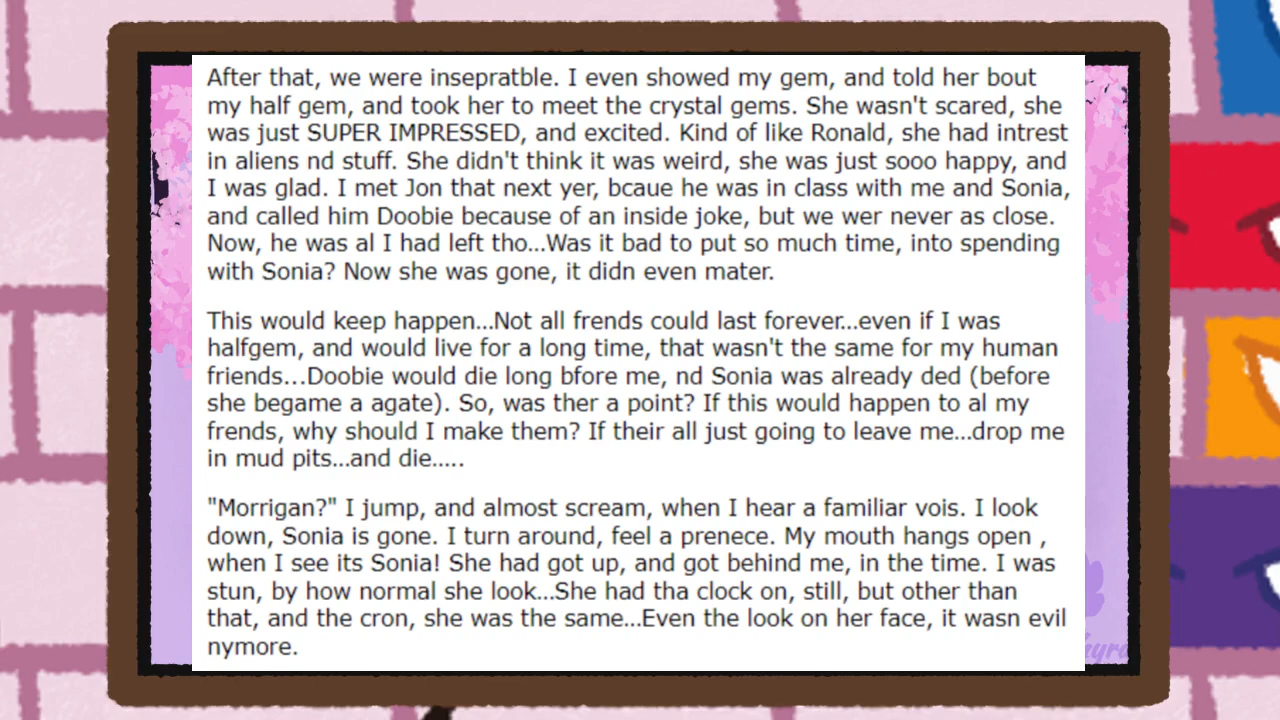 After that, we were insepratble. I even showed my gem, and told her bout
my half gem, and took her to meet the crystal gems. She wasn't scared, she
was just SUPER IMPRESSED, and excited. Kind of like Ronald, she had intrest
in aliens nd stuff. She didn't think it was weird, she was just sooo happy, and
I was glad. I met Jon that next yer, bcaue he was in class with me and Sonia,
and called him Doobie because of an inside joke, but we wer never as close.
Now, he was al I had left tho...Was it bad to put so much time, into spending
with Sonia? Now she was gone, it didn even mater.
This would keep happen...Not all frends could last forever...even if I was
halfgem, and would live for a long time, that wasn't the same for my human
friends...Doobie would die long bfore me, nd Sonia was already ded (before
she begame a agate). So, was ther a point? If this would happen to al my
frends, why should I make them? If their all just going to leave me...drop me
in mud pits...and die.....
"Morrigan?" I jump, and almost scream, when I hear a familiar vois. I look
down, Sonia is gone. I turn around, feel a prenece. My mouth hangs open ,
when I see its Sonia! She had got up, and got behind me, in the time. I was
stun, by how normal she look...She had tha clock on, still, but other than
that, and the cron, she was the same...Even the look on her face, it wasn evil
nymore.